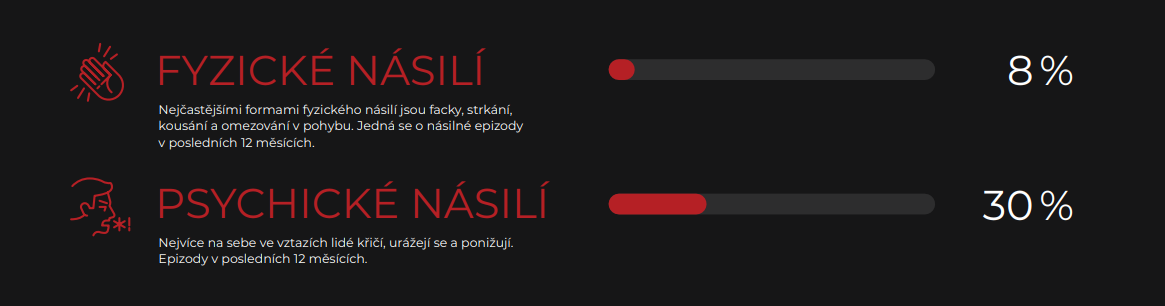 FYZICKÉ NÁSILÍ
8 %
Nejčastějšími formami fyzického násilí jsou facky, strkání,
kousání a omezování v pohybu. Jedná se o násilné epizody
v posledních 12 měsících.
*!
PSYCHICKÉ NÁSILÍ
30 %
Nejvíce na sebe ve vztazích lidé křičí, urážejí se a ponižují.
Epizody v posledních 12 měsících.